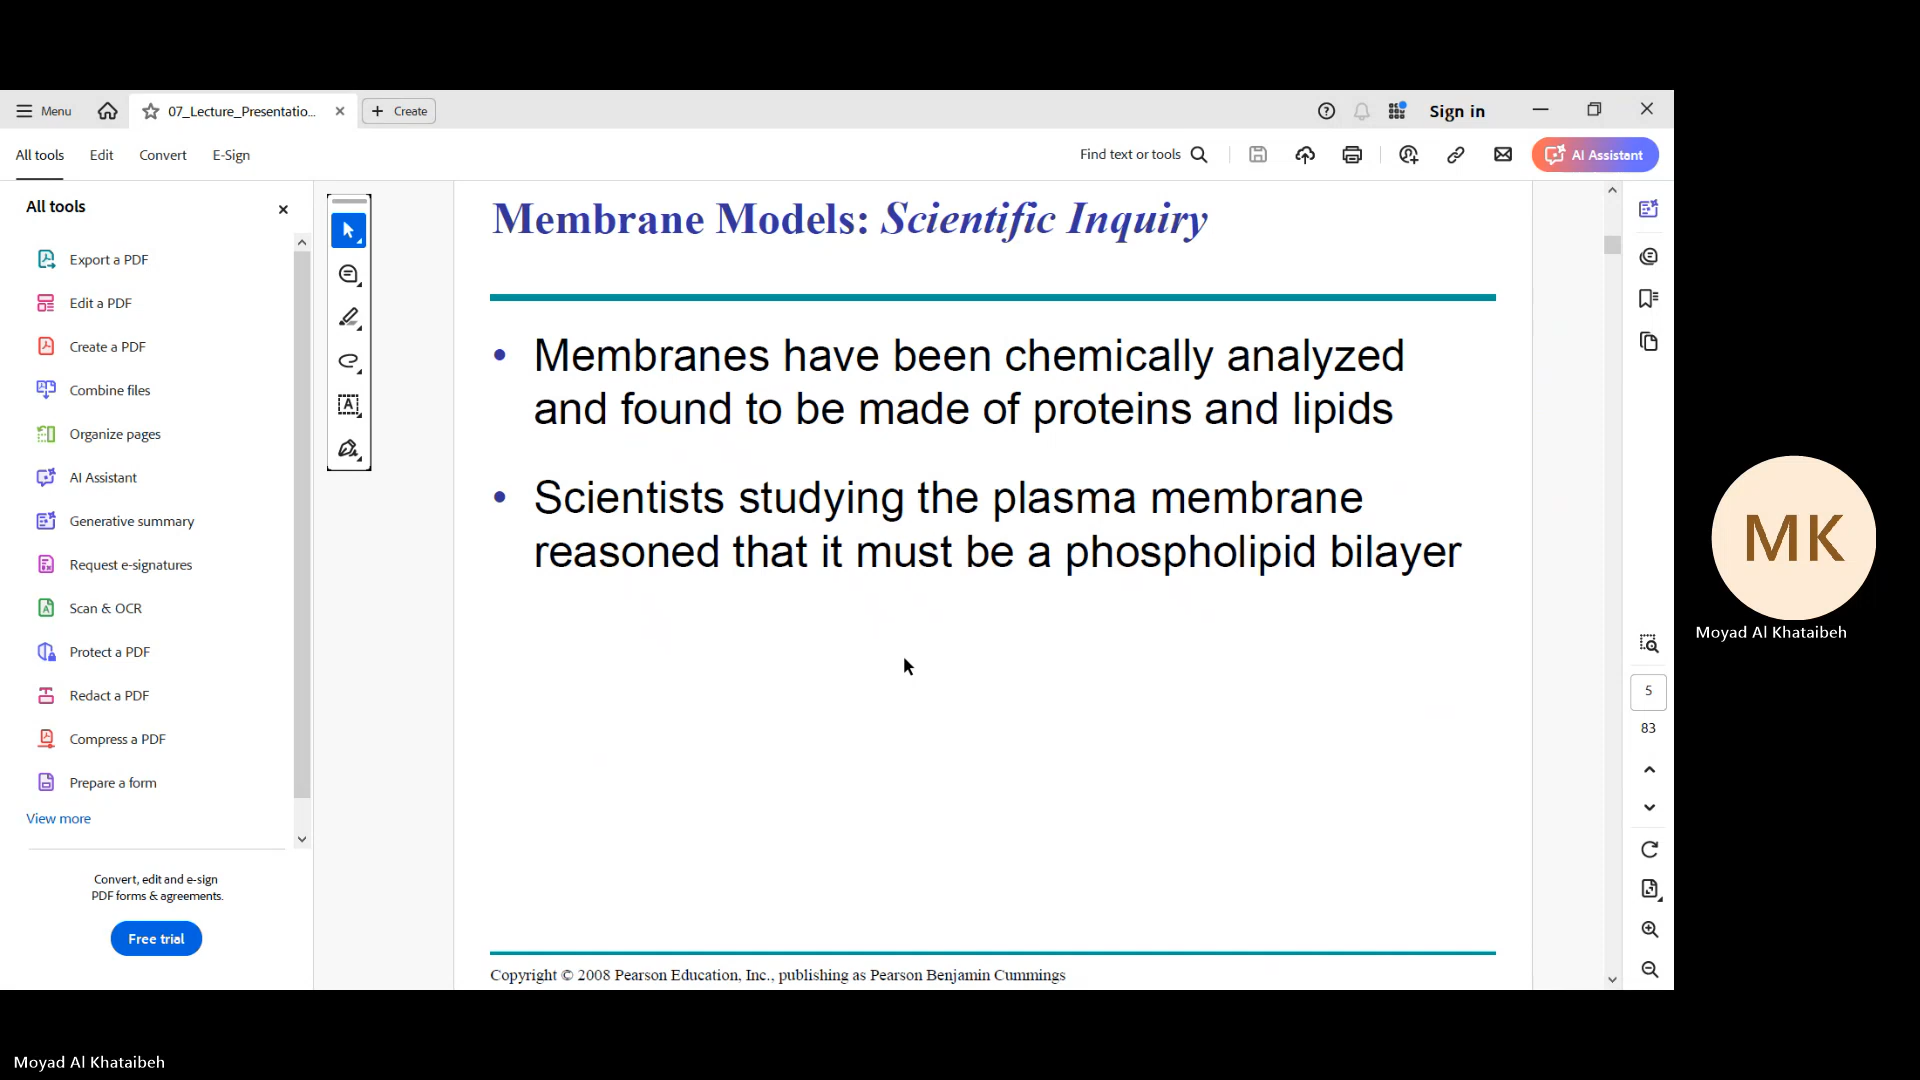 Menu
07_Lecture_Presentatio...
Create
Sign in
All tools
Edit
Convert
E-Sign
Find text or tools
AI Assistant
All tools
Export a PDF
Edit a PDF
Create a PDF
Combine files
Organize pages
AI Assistant
Generative summary
Request e-signatures
Scan & OCR
Protect a PDF
Redact a PDF
Compress a PDF
Prepare a form
View more
Convert, edit and e-sign
PDF forms & agreements.
Free trial
Membrane Models: Scientific Inquiry
• Membranes have been chemically analyzed
and found to be made of proteins and lipids
• Scientists studying the plasma membrane
reasoned that it must be a phospholipid bilayer
Copyright © 2008 Pearson Education, Inc., publishing as Pearson Benjamin Cummings
5
83
MK
Moyad Al Khataibeh
Moyad Al Khataibeh